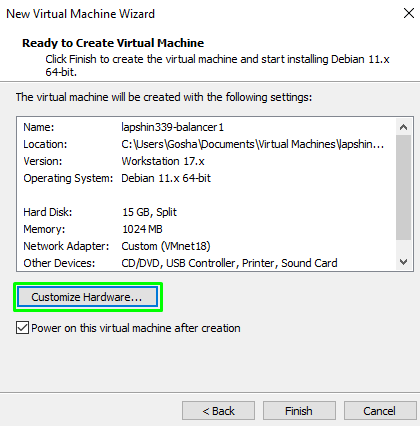 New Virtual Machine Wizard
Ready to Create Virtual Machine
Click Finish to create the virtual machine and start installing Debian 11.x
64-bit.
The virtual machine will be created with the following settings:
Name: lapshin339-balancer1
Location: C:\Users\Gosha\Documents\Virtual Machines\lapshin...
Version: Workstation 17.x
Operating System: Debian 11.x 64-bit
Hard Disk: 15 GB, Split
Memory: 1024 MB
Network Adapter: Custom (VMnet18)
Other Devices: CD/DVD, USB Controller, Printer, Sound Card
Customize Hardware...
Power on this virtual machine after creation
< Back Finish Cancel